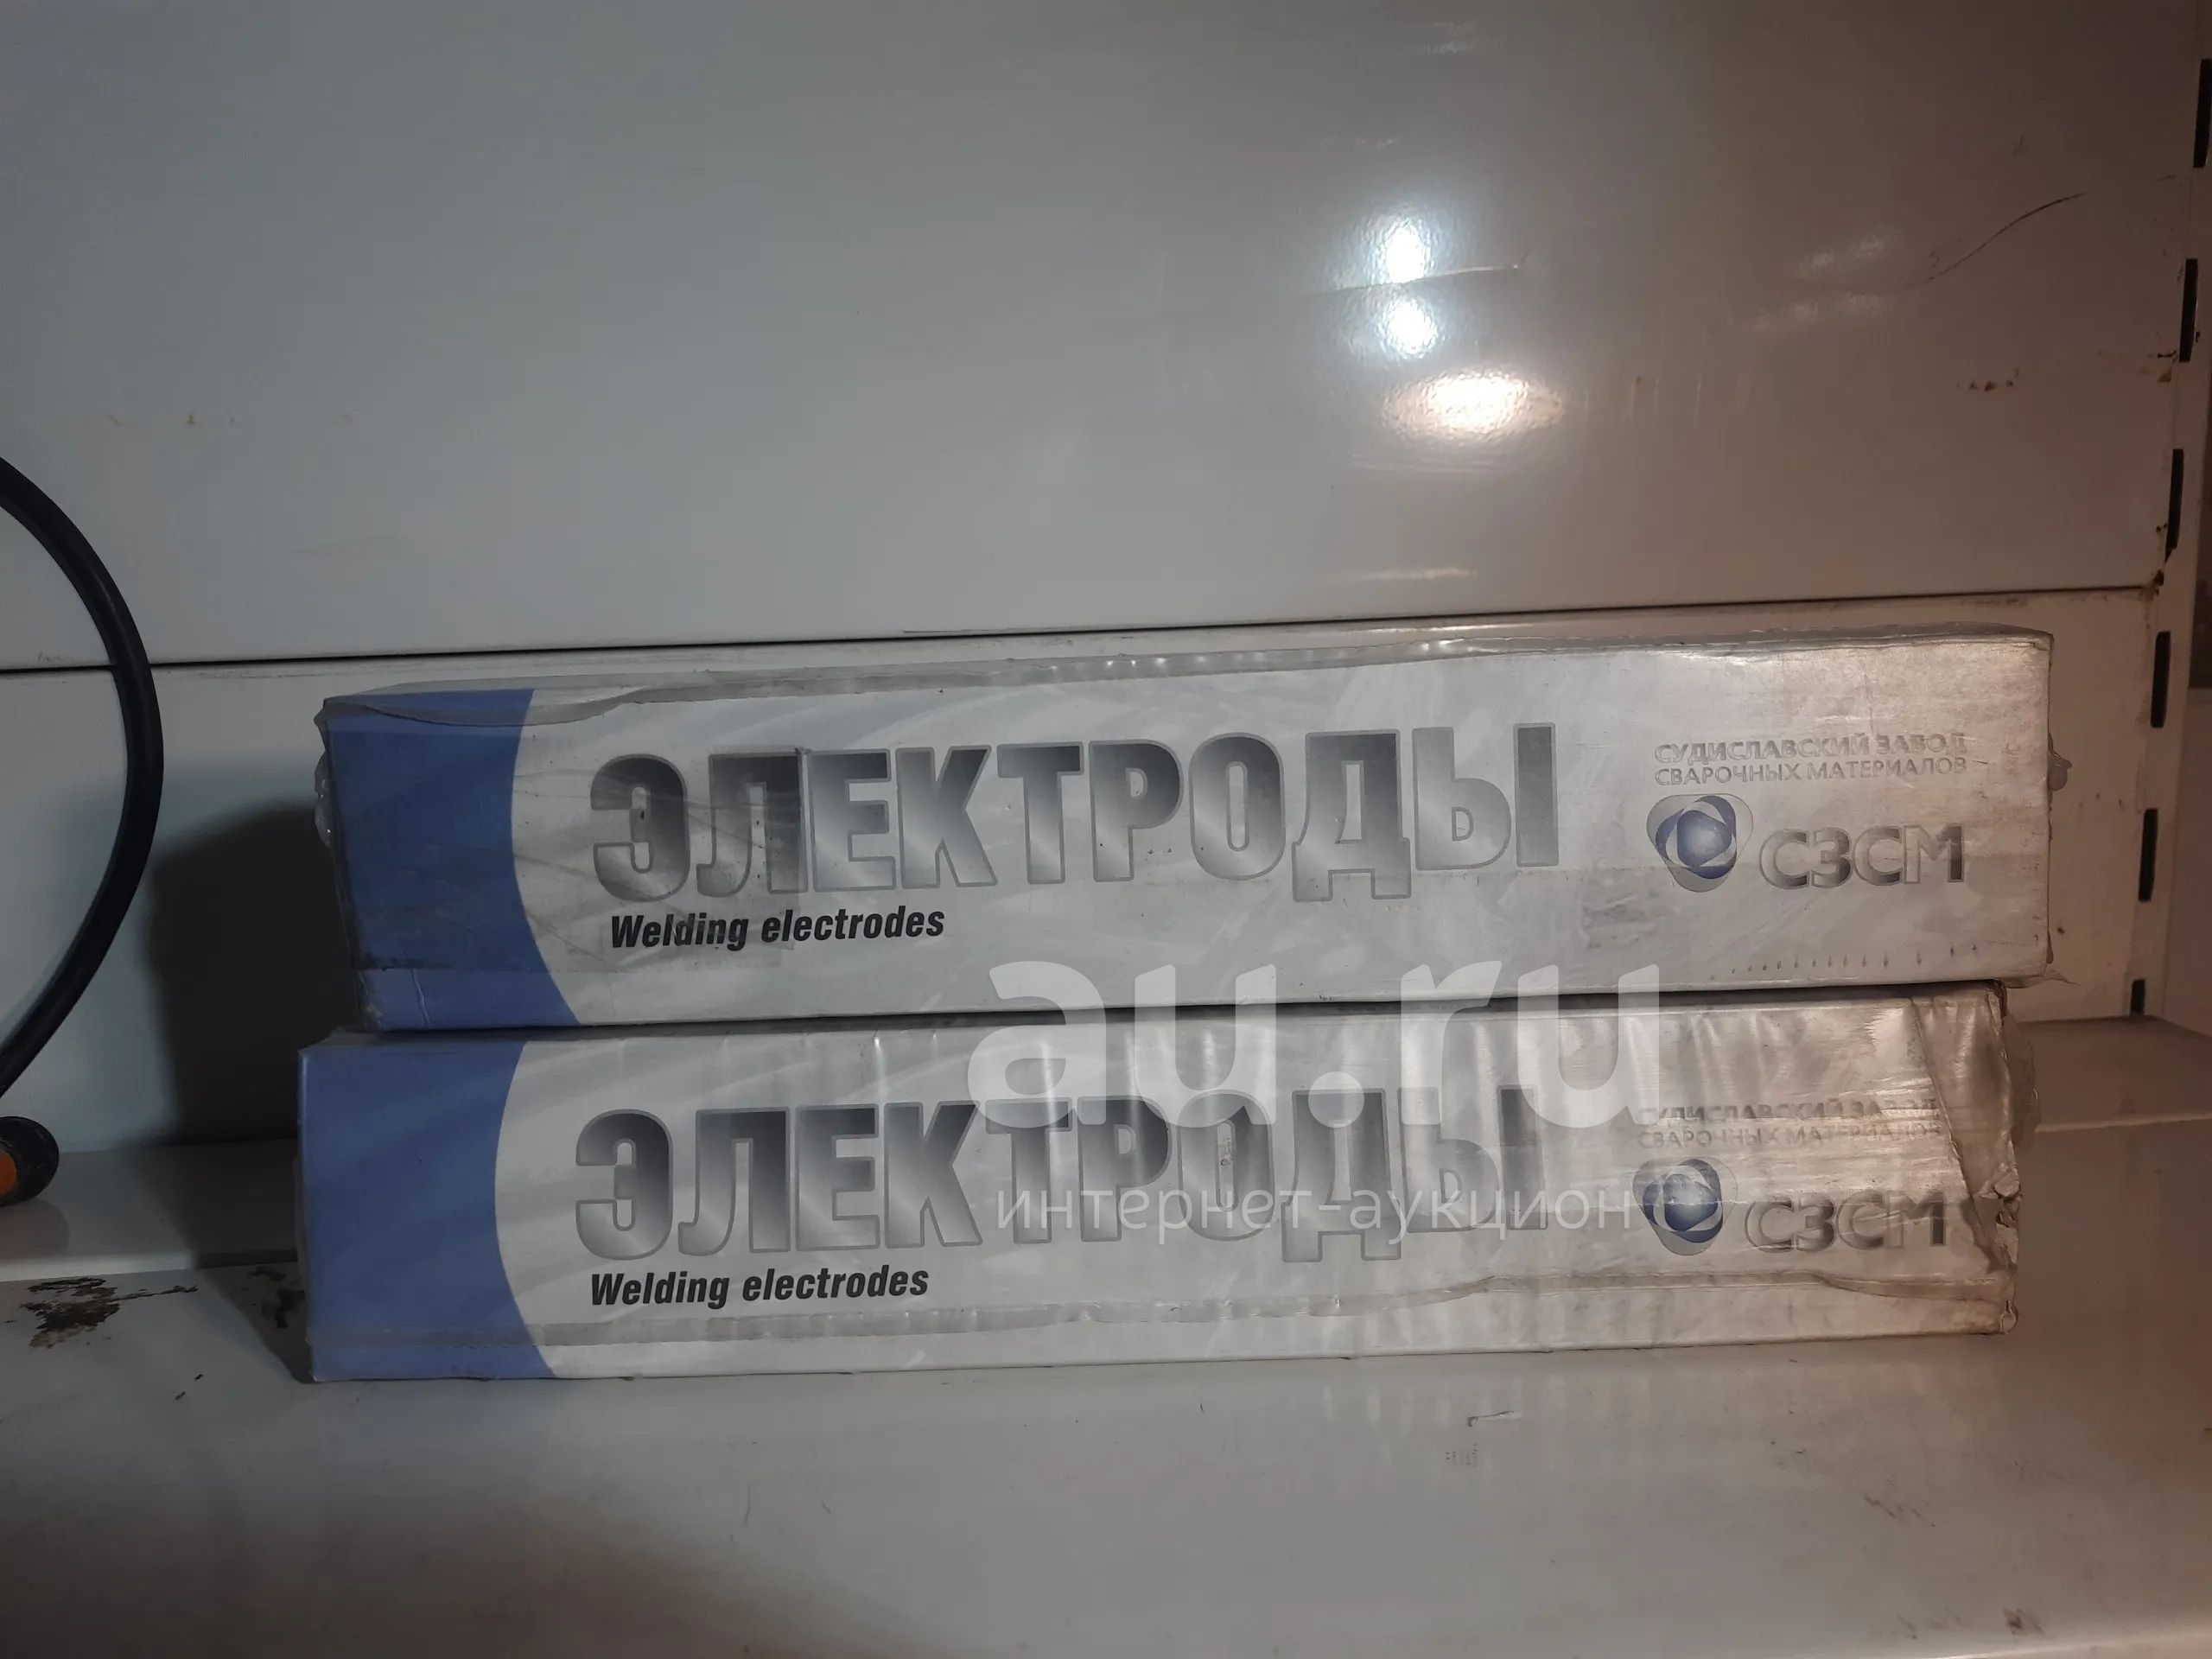 ЭЛЕКТРОДЫ
Welding electrodes
СУДИСЛАВСКИЙ ЗАВОД
СВАРОЧНЫХ МАТЕРИАЛОВ
СЗСМ
au.ru
интернет-аукцион
ЭЛЕКТРОДЫ
Welding electrodes
СУДИСЛАВСКИЙ ЗАВОД
СВАРОЧНЫХ МАТЕРИАЛОВ
СЗСМ